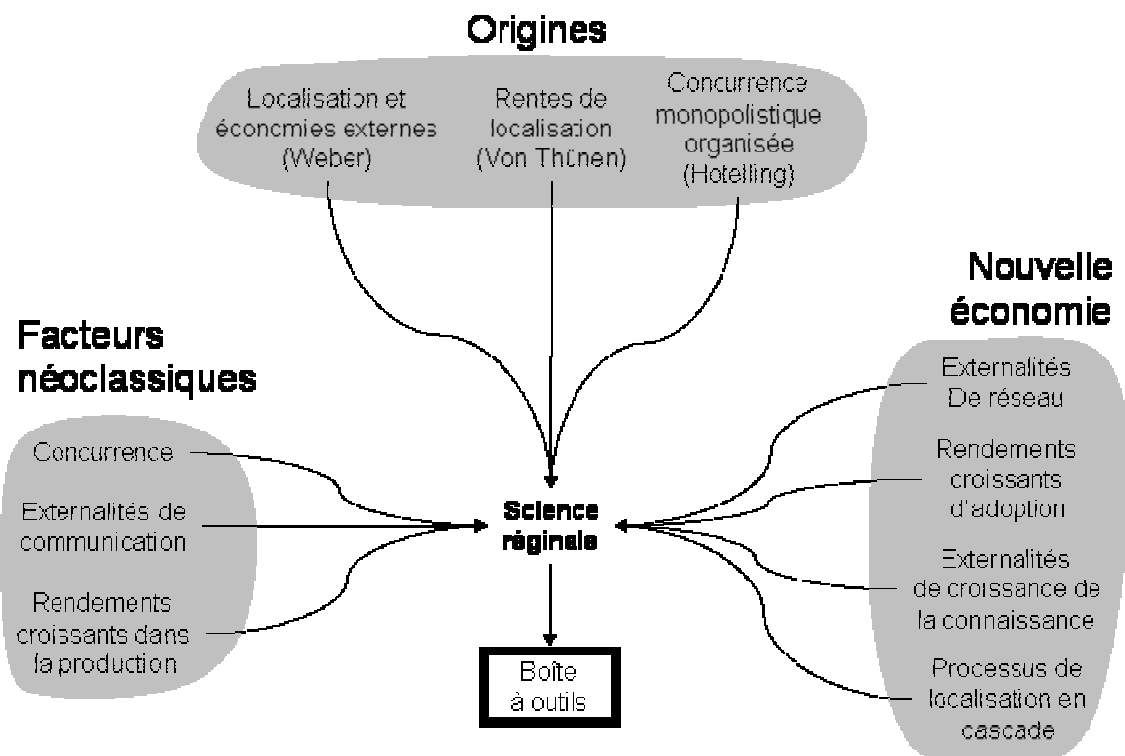 Origines
Localisation et
économies externes
(Weber)
Rentes de
localisation
(Von Thünen)
Concurrence
monopolistique
organisée
(Hotelling)
Nouvelle
économie
Facteurs
néoclassiques
Externalités
De réseau
Rendements
croissants
d'adoption
Externalités
de croissance de
la connaissance
Processus de
localisation en
cascade
Concurrence
Externalités de
communication
Rendements
croissants dans
la production
Science
réginale
Boîte
à outils